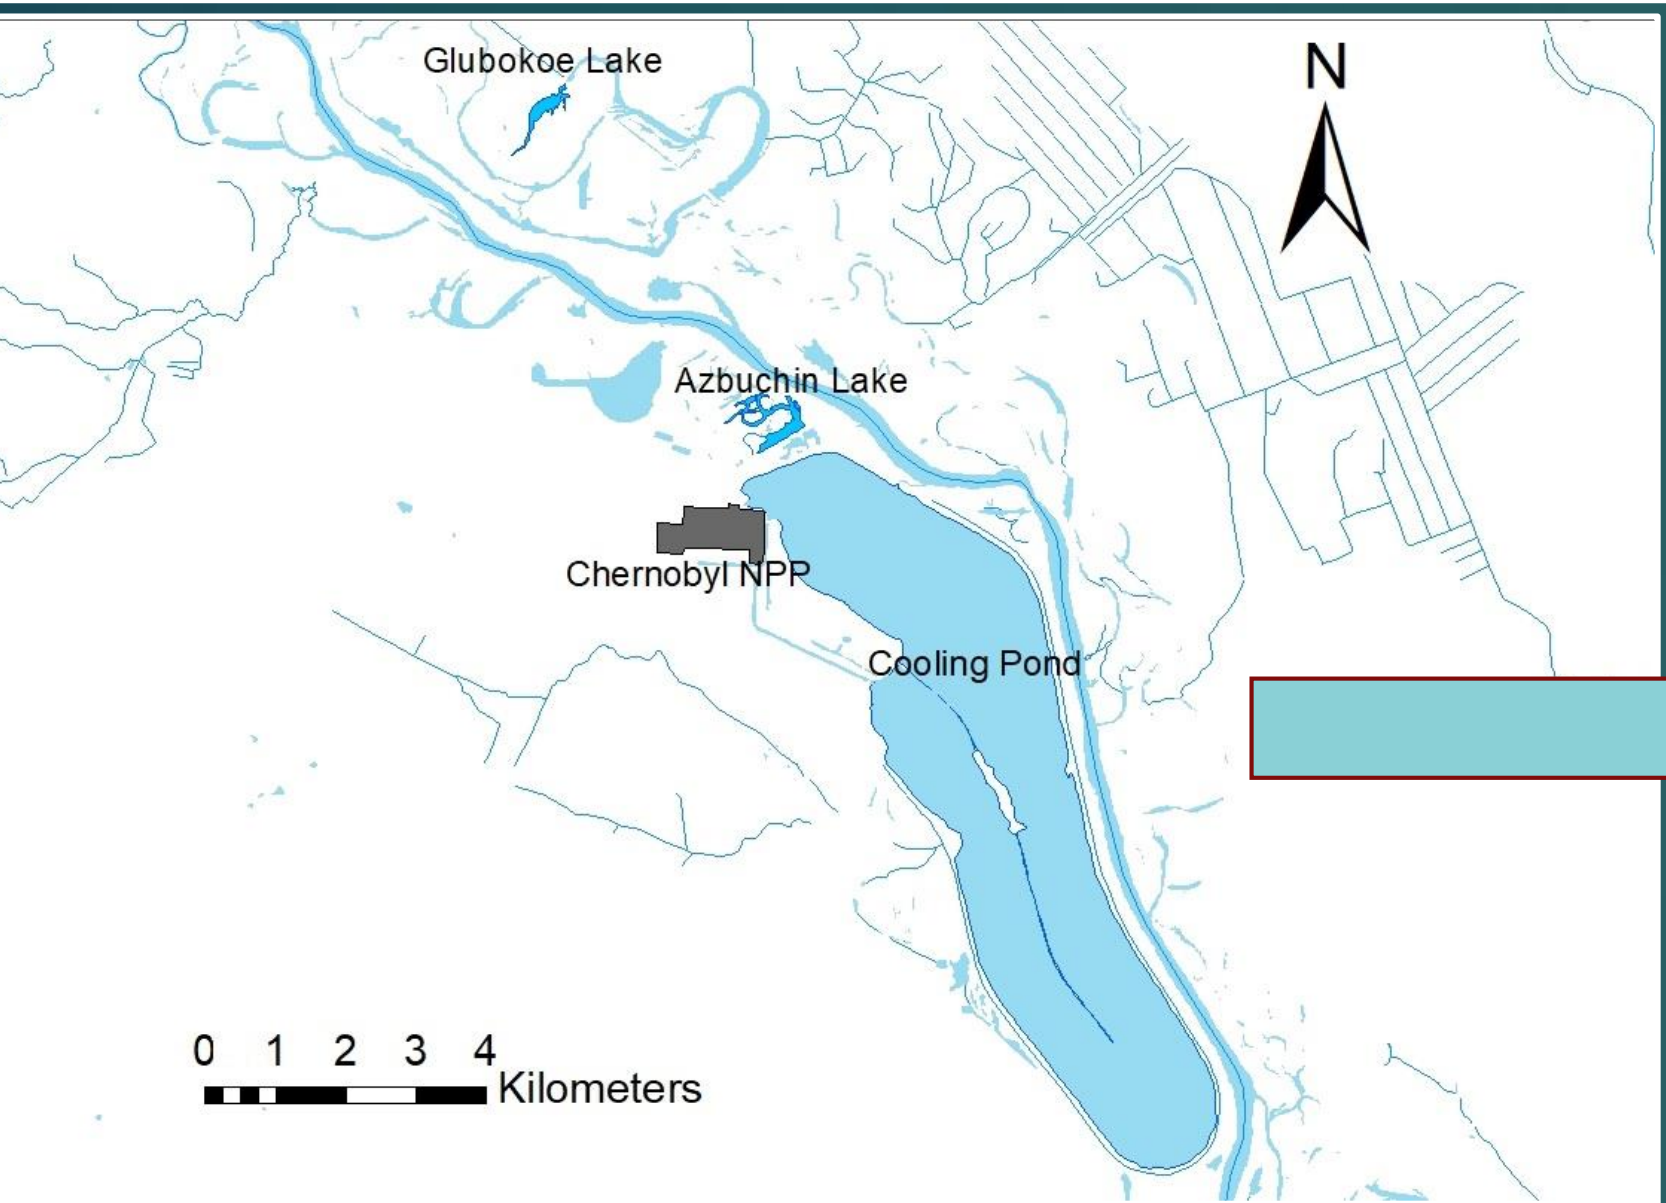 Glubokoe Lake
N
Azbuchin Lake
Chernobyl NPP
Cooling Pond
0 1 2 3 4
Kilometers